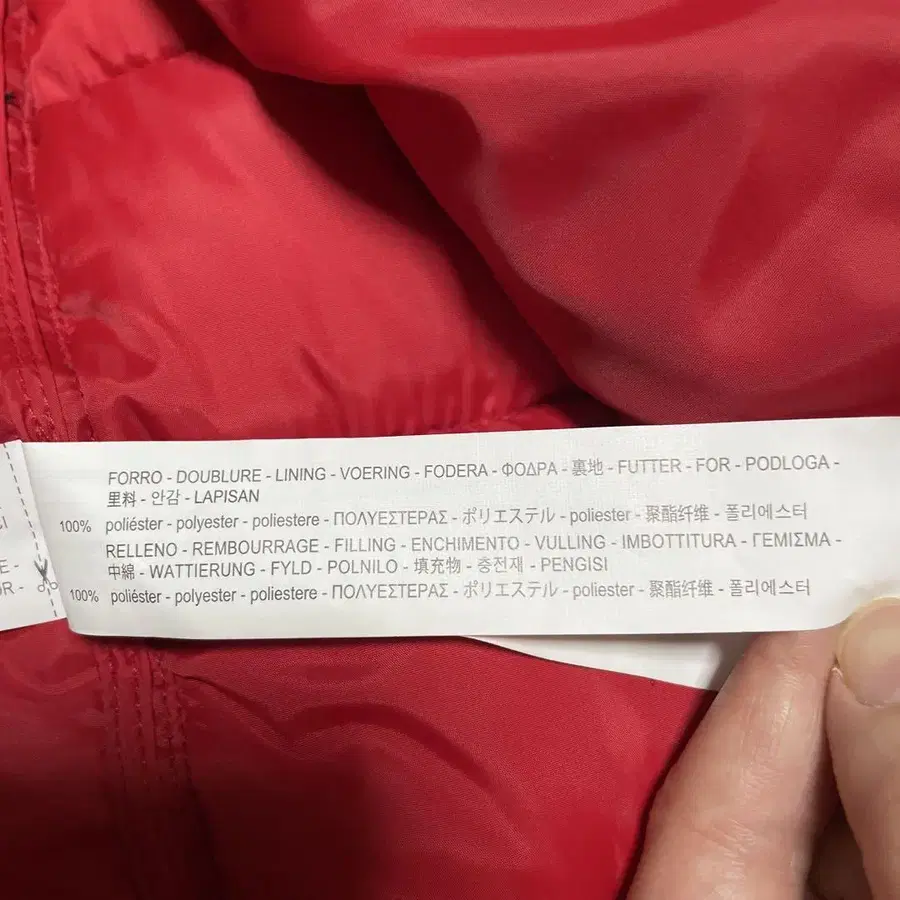 FORRO - DOUBLURE - LINING - VOERING - FODERA - ΦΟΔΡΑ - 裏地 - FUTTER - FOR - PODLOGA -
里料 - 안감 - LAPISAN
100% poliéster - polyester - poliestere - ΠΟΛΥΕΣΤΕΡΑΣ - ポリエステル - poliester - 聚酯纤维 - 폴리에스터
RELLENO - REMBOURRAGE - FILLING - ENCHIMENTO - VULLING - IMBOTTITURA - ΓΕΜΙΣΜΑ -
中綿 - WATTIERUNG - FYLD - POLNILO - 填充物 - 충전재 - PENGISI
100% poliéster - polyester - poliestere - ΠΟΛΥΕΣΤΕΡΑΣ - ポリエステル - poliester - 聚酯纤维 - 폴리에스터